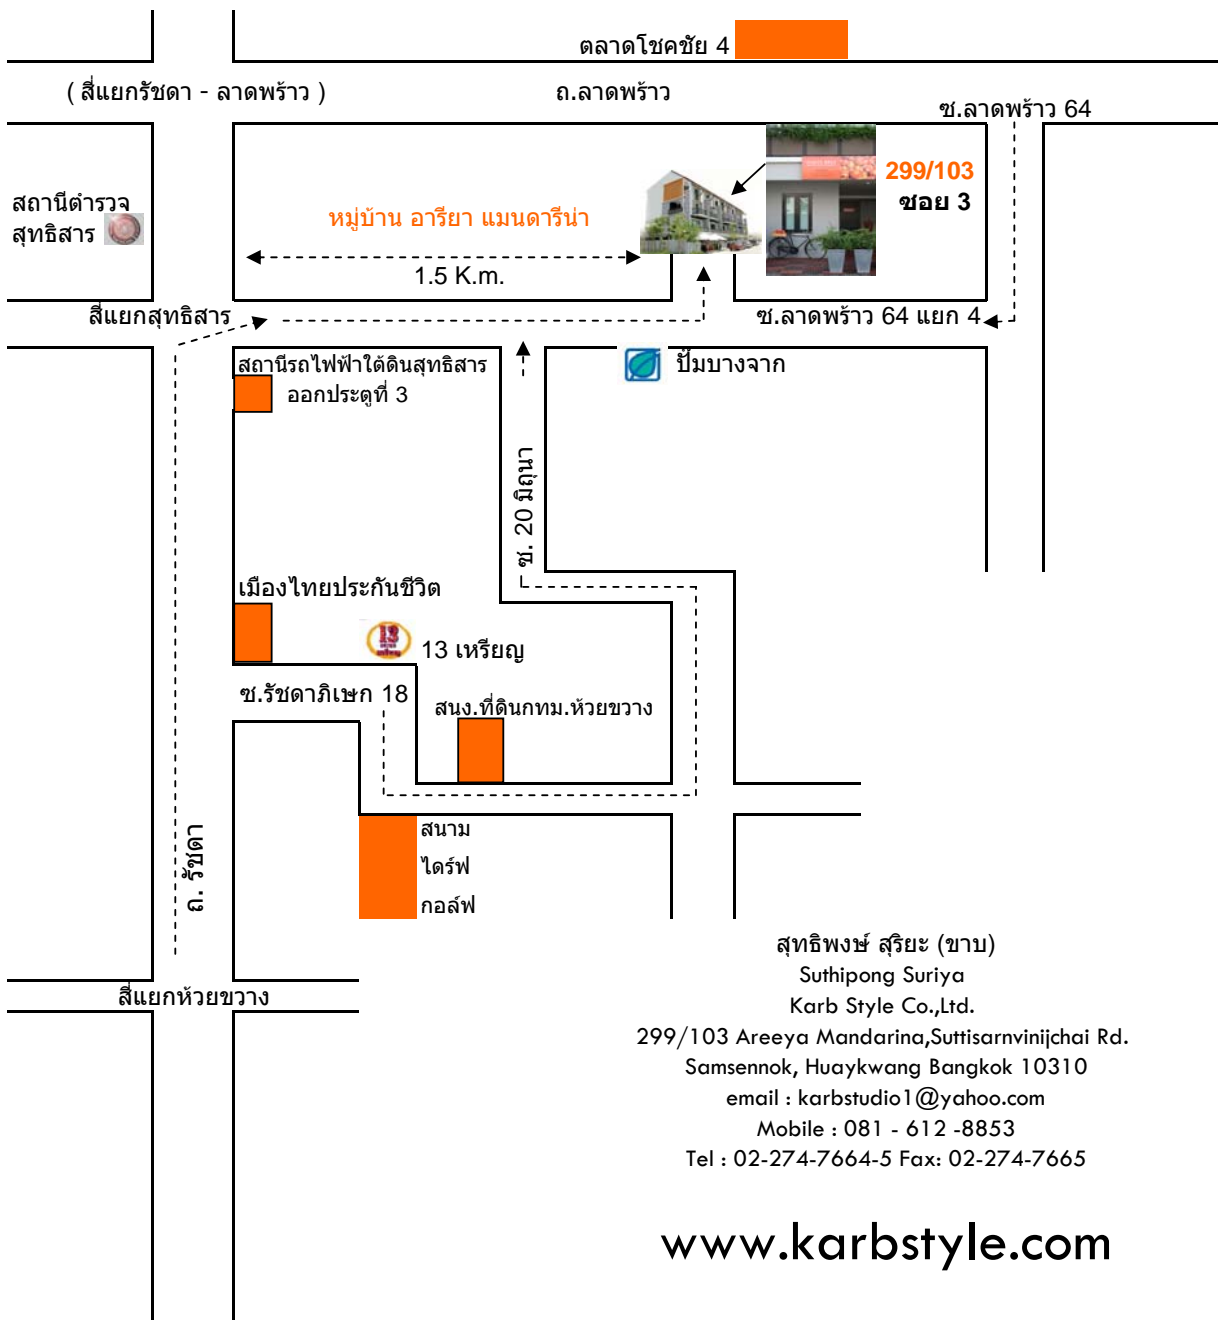 ตลาดโชคชัย 4
( สี่แยกรัชดา - ลาดพร้าว )
ถ.ลาดพร้าว
ซ.ลาดพร้าว 64
299/103
ซอย 3
สถานีตำรวจ
สุทธิสาร
หมู่บ้าน อารียา แมนดารีน่า
1.5 K.m.
สี่แยกสุทธิสาร
ซ.ลาดพร้าว 64 แยก 4
สถานีรถไฟฟ้าใต้ดินสุทธิสาร
ออกประตูที่ 3
ปั๊มบางจาก
ซ. 20 มิถุนา
เมืองไทยประกันชีวิต
13
13 เหรียญ
ซ.รัชดาภิเษก 18
สนง.ที่ดินกทม.ห้วยขวาง
ถ. รัชดา
สนาม
ไดร์ฟ
กอล์ฟ
สี่แยกห้วยขวาง
สุทธิพงษ์ สุริยะ (ขาบ)
Suthipong Suriya
Karb Style Co.,Ltd.
299/103 Areeya Mandarina,Suttisarnvinijchai Rd.
Samsennok, Huaykwang Bangkok 10310
email : karbstudio1@yahoo.com
Mobile : 081 - 612 -8853
Tel : 02-274-7664-5 Fax: 02-274-7665
www.karbstyle.com